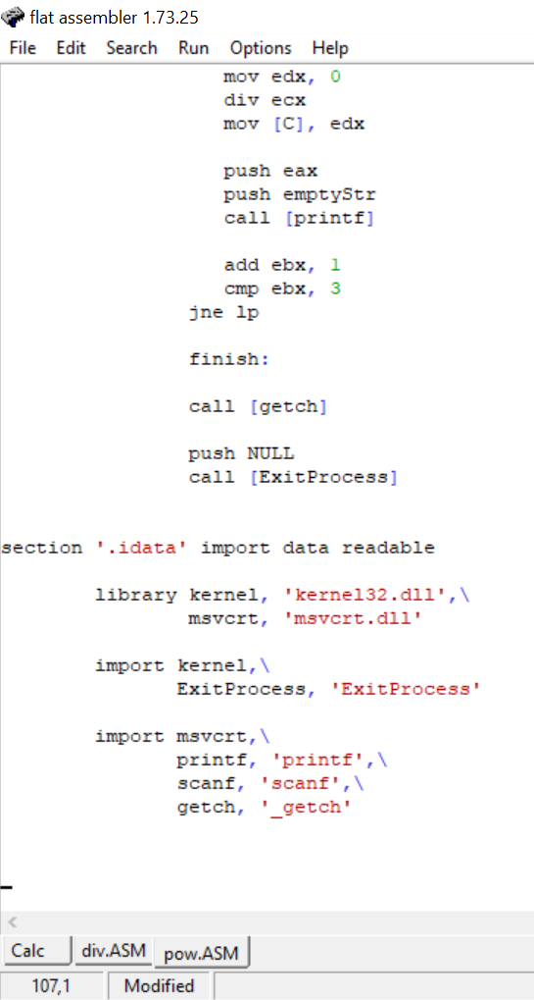 flat assembler 1.73.25
File Edit Search Run Options Help
mov edx, 0
div ecx
mov [C], edx
push eax
push emptyStr
call [printf]
add ebx, 1
cmp ebx, 3
jne lp
finish:
call [getch]
push NULL
call [ExitProcess]
section '.idata' import data readable
library kernel, 'kernel32.dll',\
msvcrt, 'msvcrt.dll'
import kernel,\
ExitProcess, 'ExitProcess'
import msvcrt,\
printf, 'printf',\
scanf, 'scanf',\
getch, '_getch'
Calc div.ASM pow.ASM
107,1 Modified